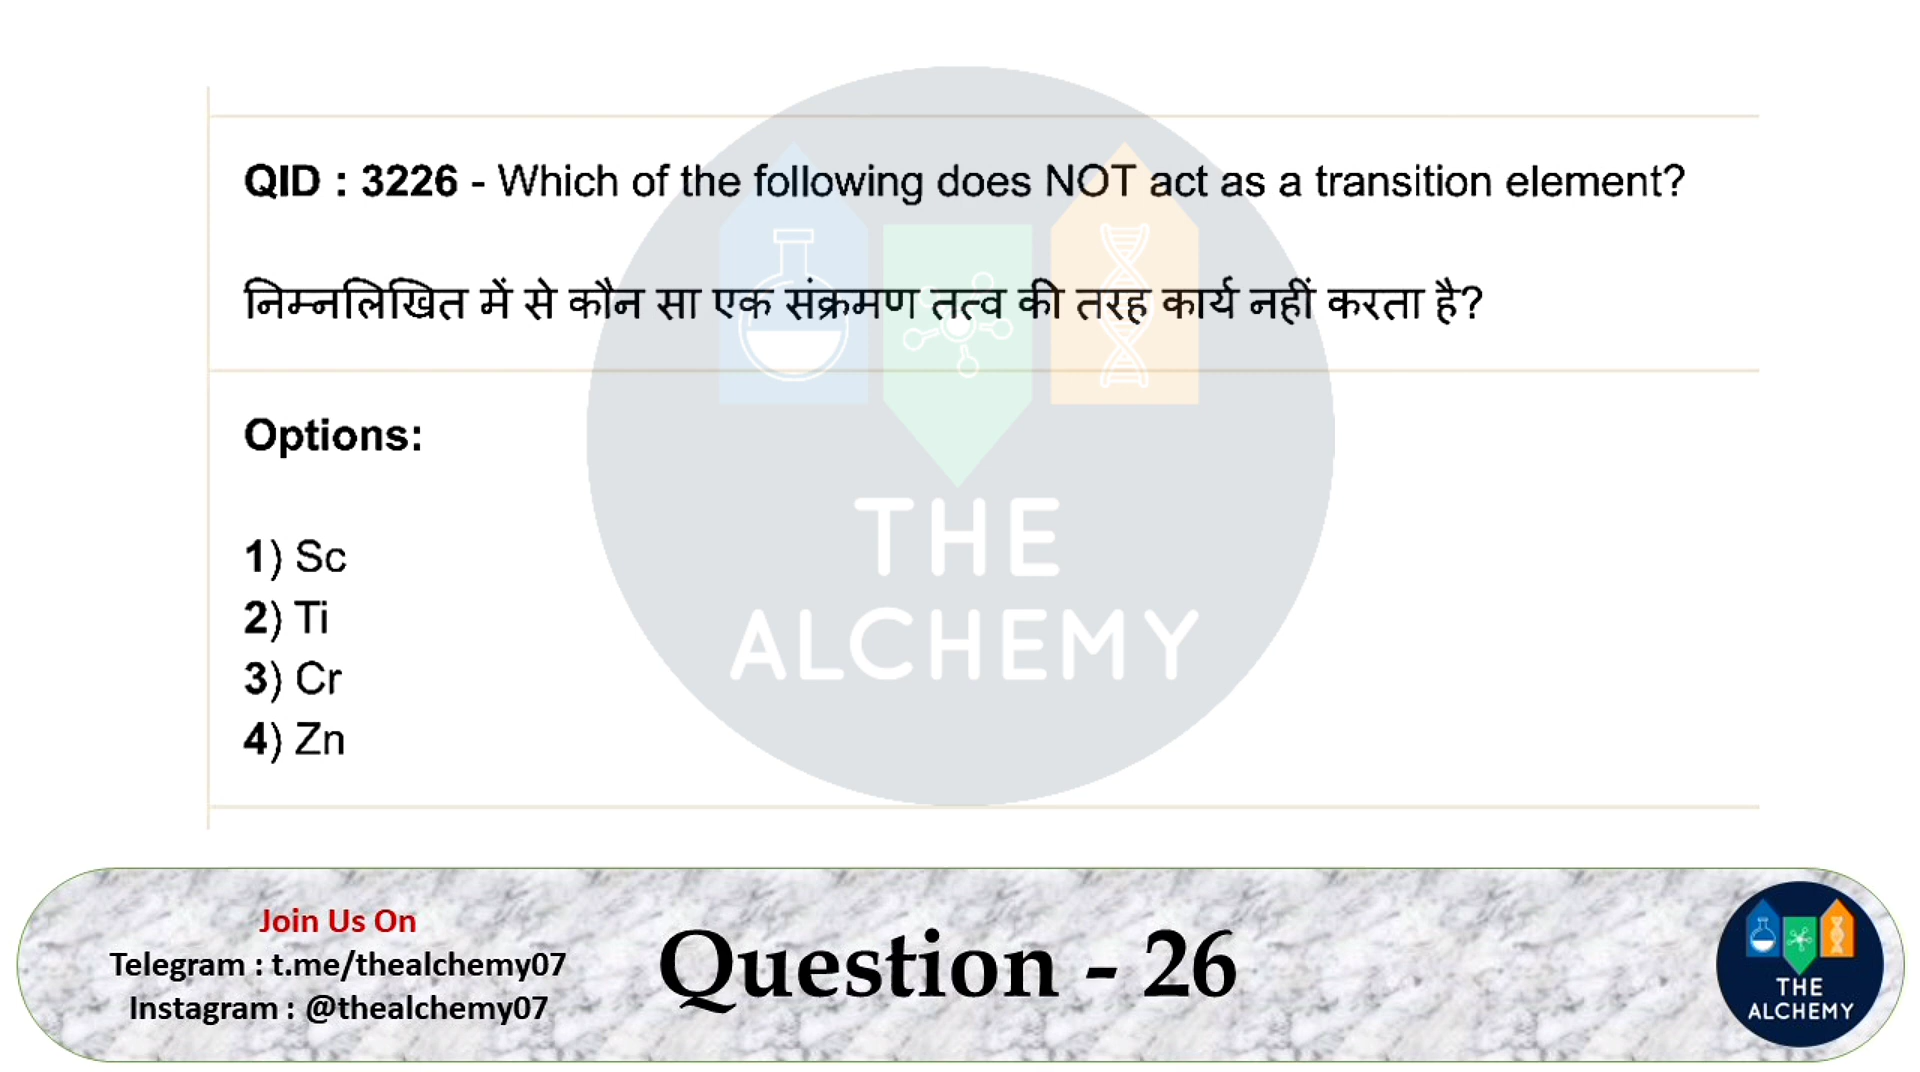 QID : 3226 - Which of the following does NOT act as a transition element?
निम्नलिखित में से कौन सा एक संक्रमण तत्व की तरह कार्य नहीं करता है?
Options:
1) Sc
2) Ti
3) Cr
4) Zn
THE
ALCHEMY
Join Us On
Telegram : t.me/thealchemy07
Instagram : @thealchemy07
Question - 26
THE
ALCHEMY